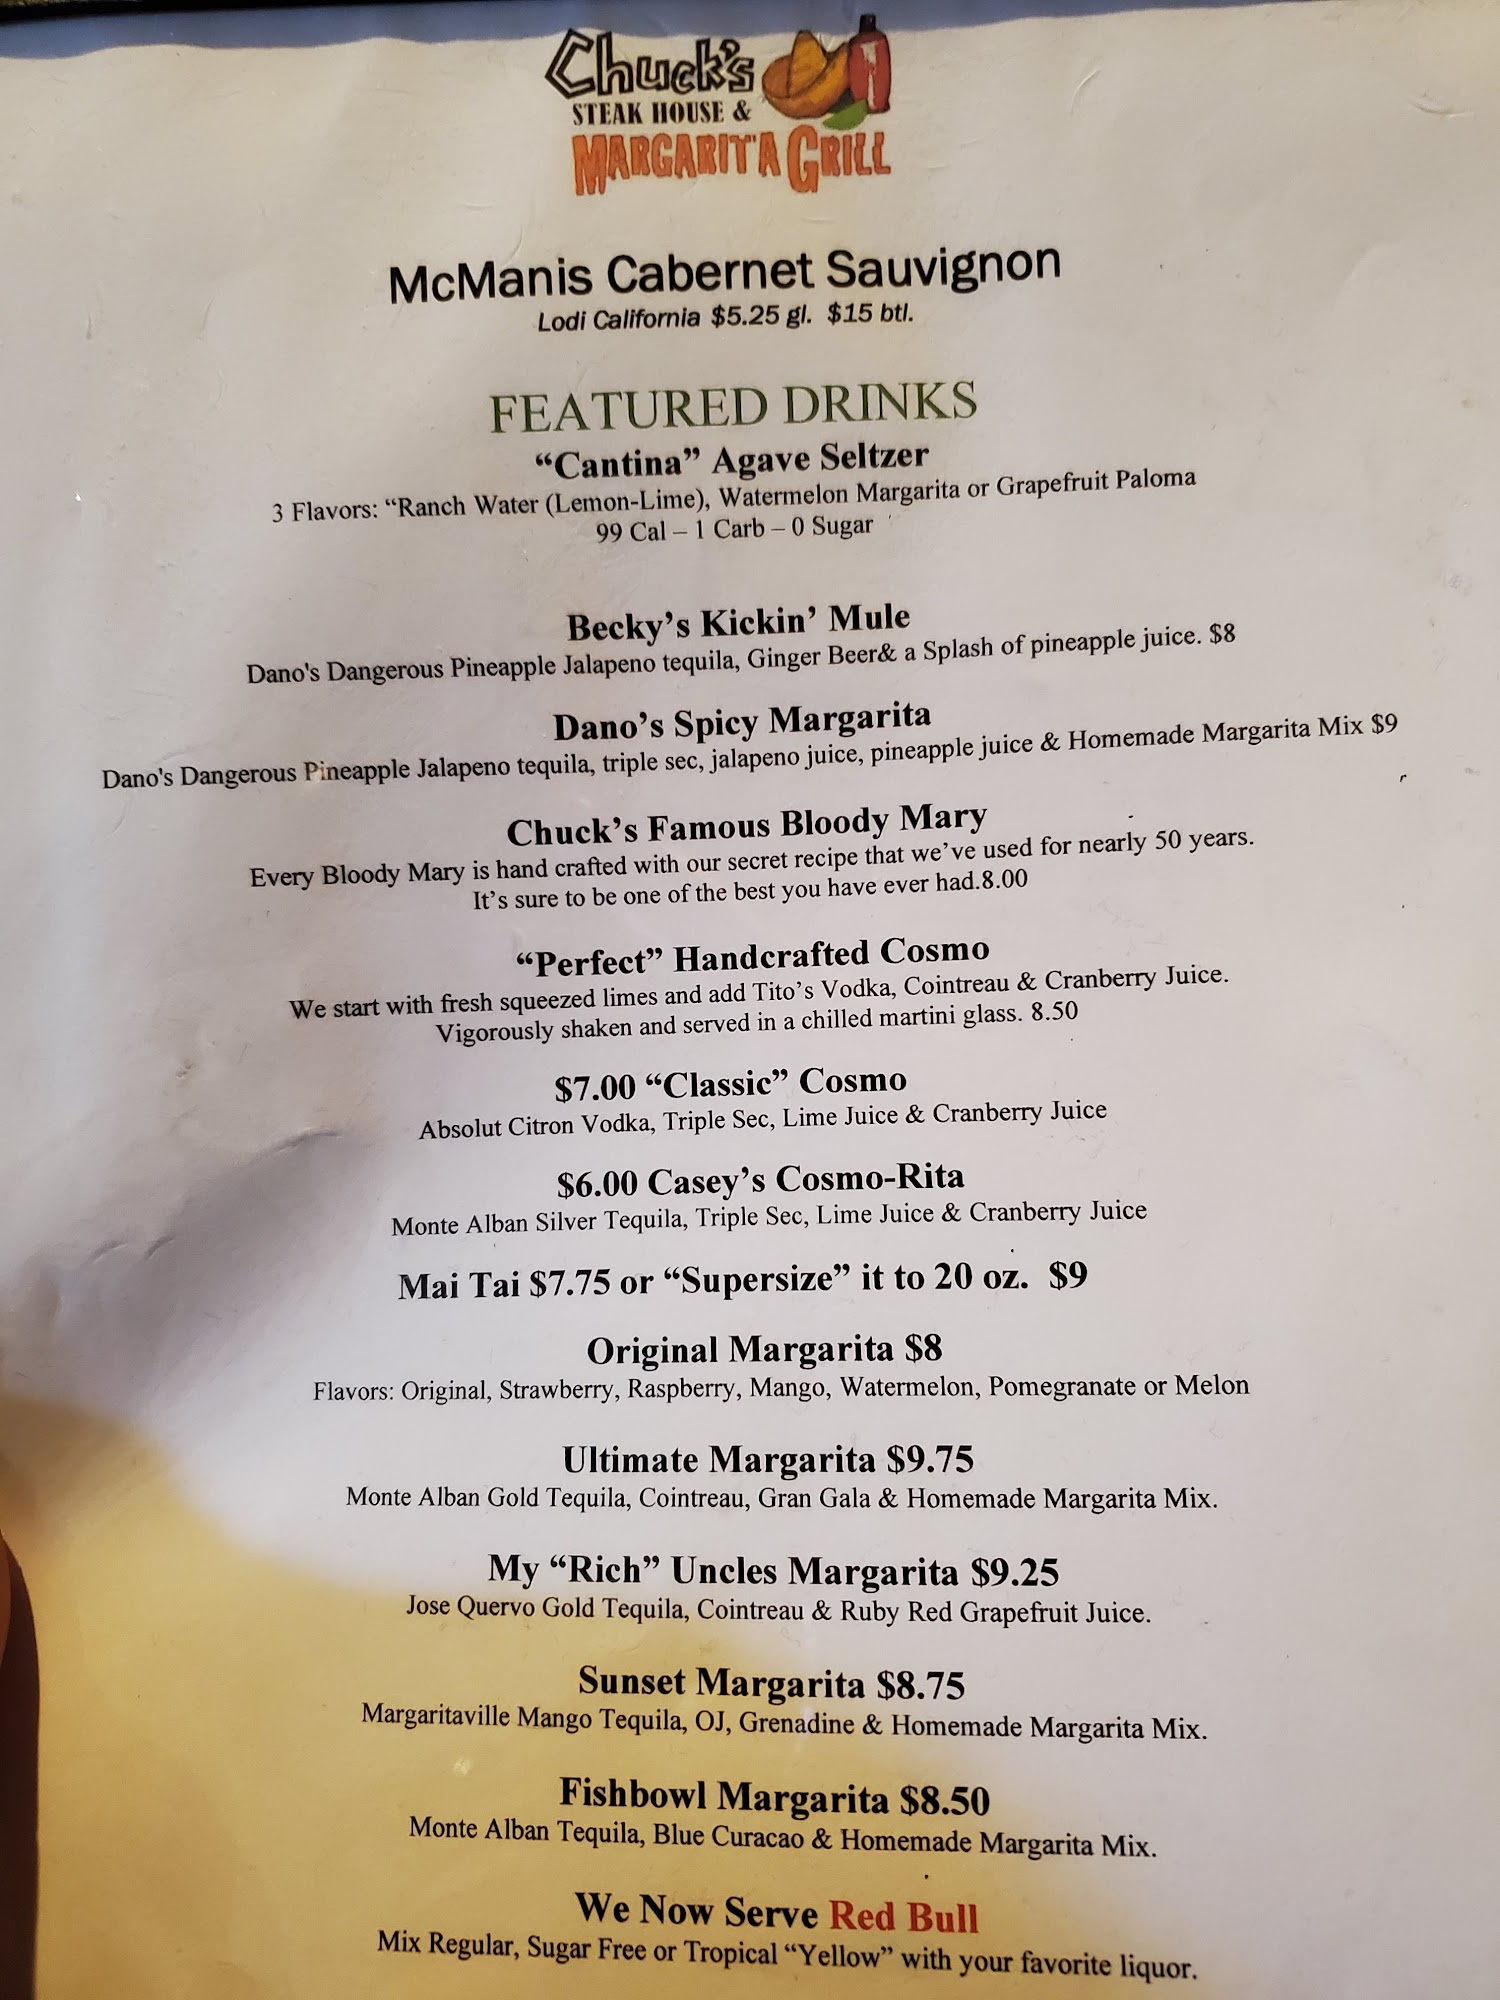 Chuck's
STEAK HOUSE &
MARGARITA GRILL
McManis Cabernet Sauvignon
Lodi California $5.25 gl. $15 btl.
FEATURED DRINKS
“Cantina” Agave Seltzer
3 Flavors: “Ranch Water (Lemon-Lime), Watermelon Margarita or Grapefruit Paloma
99 Cal – 1 Carb – 0 Sugar
Becky’s Kickin’ Mule
Dano's Dangerous Pineapple Jalapeno tequila, Ginger Beer& a Splash of pineapple juice. $8
Dano’s Spicy Margarita
Dano's Dangerous Pineapple Jalapeno tequila, triple sec, jalapeno juice, pineapple juice & Homemade Margarita Mix $9
Chuck’s Famous Bloody Mary
Every Bloody Mary is hand crafted with our secret recipe that we’ve used for nearly 50 years.
It’s sure to be one of the best you have ever had.8.00
“Perfect” Handcrafted Cosmo
We start with fresh squeezed limes and add Tito’s Vodka, Cointreau & Cranberry Juice.
Vigorously shaken and served in a chilled martini glass. 8.50
$7.00 “Classic” Cosmo
Absolut Citron Vodka, Triple Sec, Lime Juice & Cranberry Juice
$6.00 Casey’s Cosmo-Rita
Monte Alban Silver Tequila, Triple Sec, Lime Juice & Cranberry Juice
Mai Tai $7.75 or “Supersize” it to 20 oz. $9
Original Margarita $8
Flavors: Original, Strawberry, Raspberry, Mango, Watermelon, Pomegranate or Melon
Ultimate Margarita $9.75
Monte Alban Gold Tequila, Cointreau, Gran Gala & Homemade Margarita Mix.
My “Rich” Uncles Margarita $9.25
Jose Quervo Gold Tequila, Cointreau & Ruby Red Grapefruit Juice.
Sunset Margarita $8.75
Margaritaville Mango Tequila, OJ, Grenadine & Homemade Margarita Mix.
Fishbowl Margarita $8.50
Monte Alban Tequila, Blue Curacao & Homemade Margarita Mix.
We Now Serve Red Bull
Mix Regular, Sugar Free or Tropical “Yellow” with your favorite liquor.